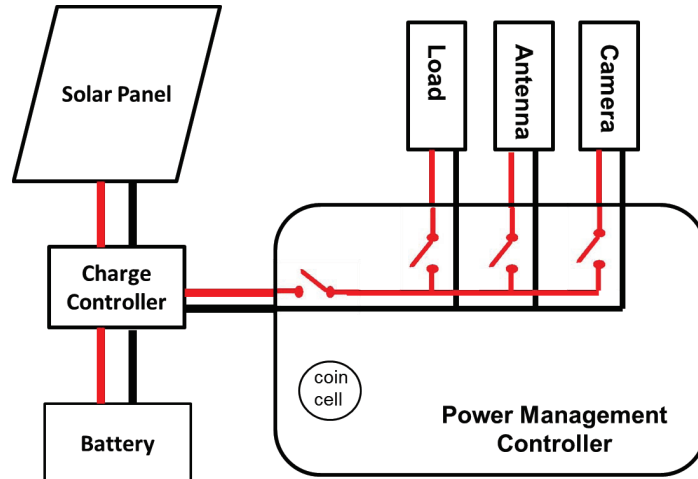 Solar Panel
Load
Antenna
Camera
Charge
Controller
coin
cell
Battery
Power Management
Controller